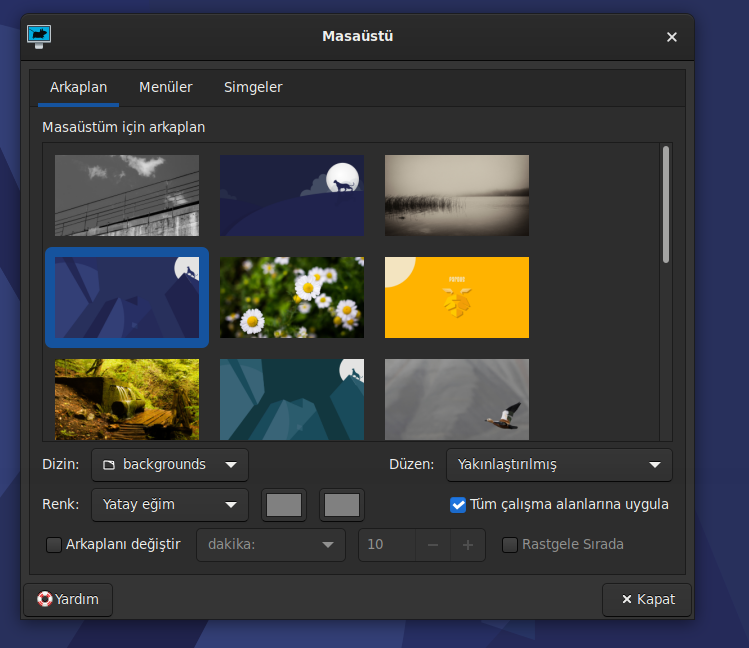 Masaüstü
Arkaplan Menüler Simgeler
Masaüstüm için arkaplan
Dizin: backgrounds Düzen: Yakınlaştırılmış
Renk: Yatay eğim Tüm çalışma alanlarına uygula
Arkaplanı değiştir dakika: 10 Rastgele Sırada
Yardım Kapat